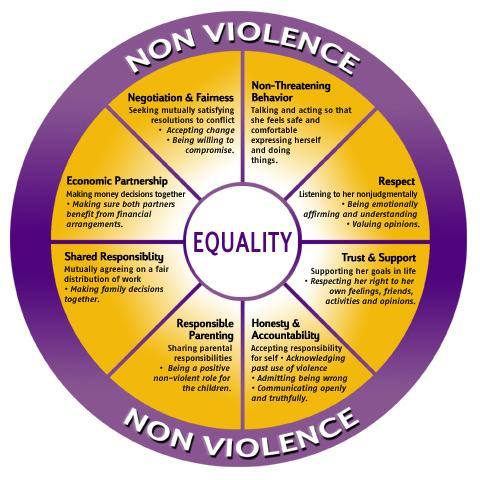 NON VIOLENCE
Negotiation & Fairness
Seeking mutually satisfying
resolutions to conflict
• Accepting change
• Being willing to
compromise.
Non-Threatening
Behavior
Talking and acting so that
she feels safe and
comfortable
expressing herself
and doing
things.
Economic Partnership
Making money decisions together
• Making sure both partners
benefit from financial
arrangements.
Respect
Listening to her nonjudgmentally
• Being emotionally
affirming and understanding
• Valuing opinions.
EQUALITY
Shared Responsiblity
Mutually agreeing on a fair
distribution of work
• Making family decisions
together.
Trust & Support
Supporting her goals in life
• Respecting her right to her
own feelings, friends,
activities and opinions.
Responsible
Parenting
Sharing parental
responsibilities
• Being a positive
non-violent role for
the children.
Honesty &
Accountability
Accepting responsibility
for self • Acknowledging
past use of violence
• Admitting being wrong
• Communicating openly
and truthfully.
NON VIOLENCE